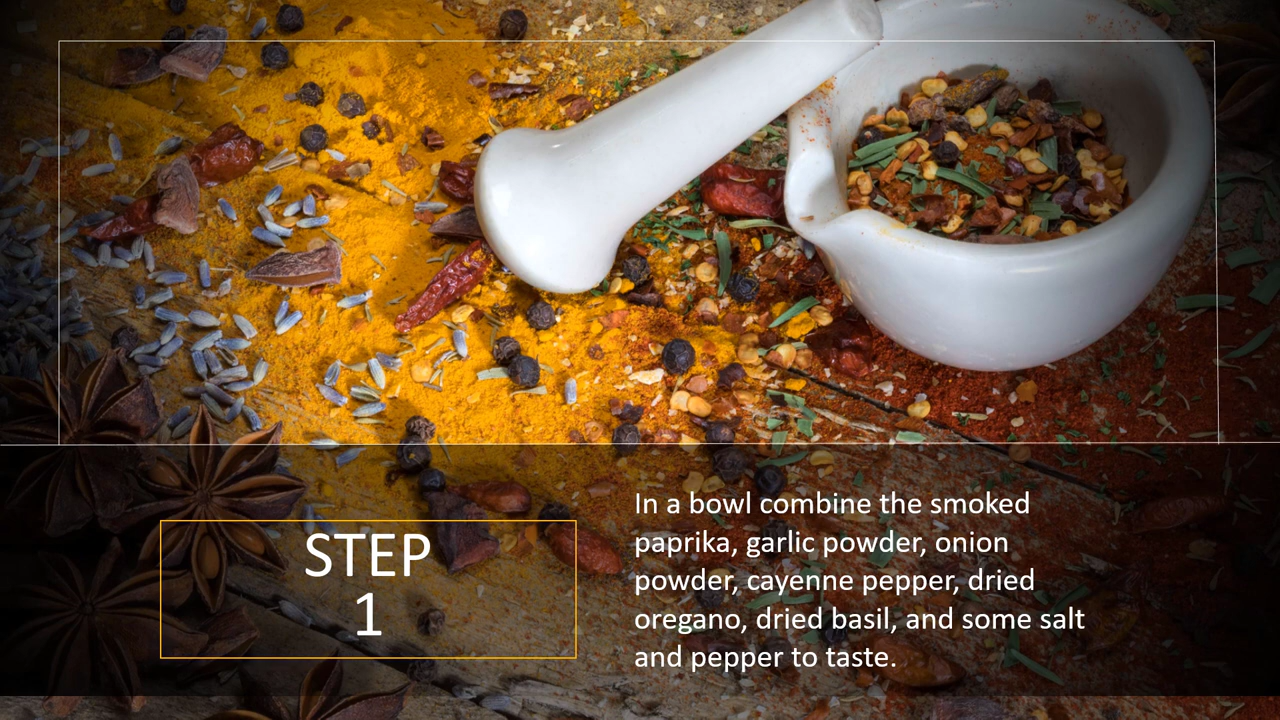 STEP
1
In a bowl combine the smoked
paprika, garlic powder, onion
powder, cayenne pepper, dried
oregano, dried basil, and some salt
and pepper to taste.